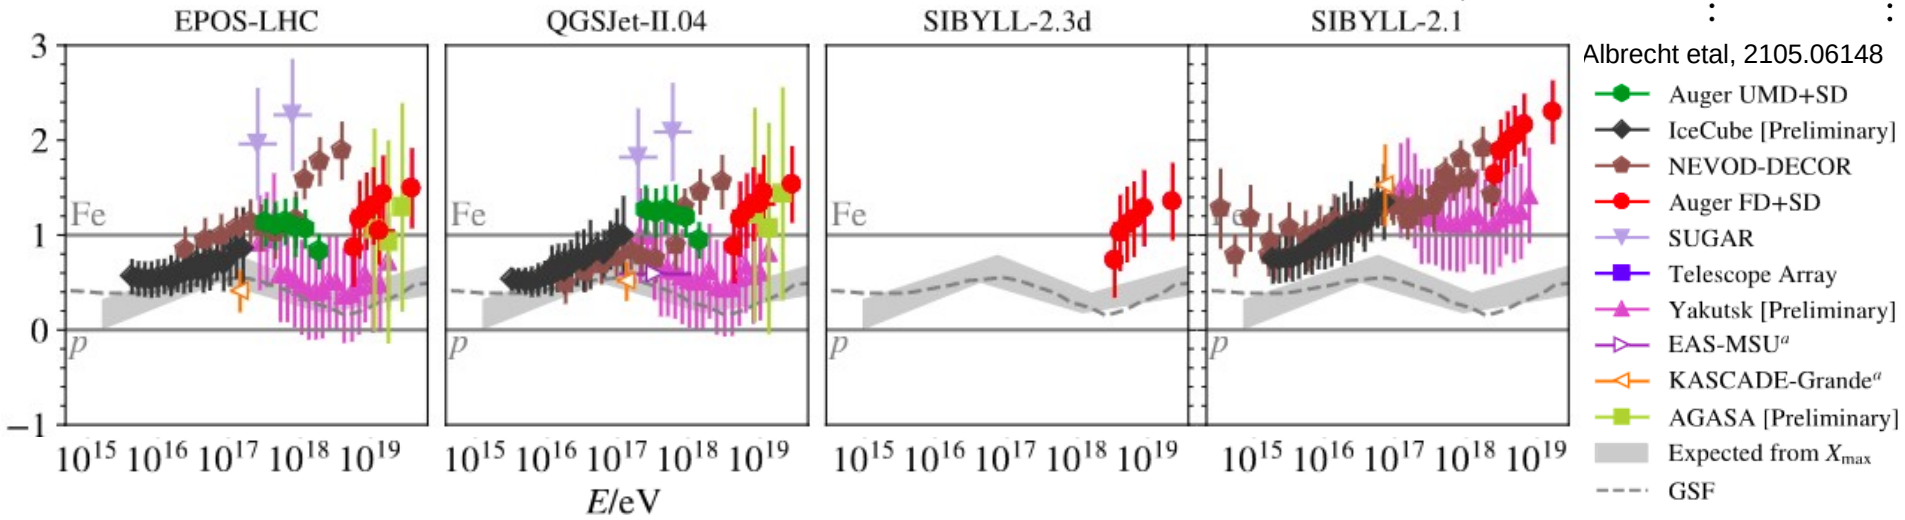 EPOS-LHC QGSJet-II.04 SIBYLL-2.3d SIBYLL-2.1
Albrecht etal, 2105.06148
3
2
1
0
−1
Fe Fe Fe Fe
p p p p
10^15 10^16 10^17 10^18 10^19 10^15 10^16 10^17 10^18 10^19 10^15 10^16 10^17 10^18 10^19 10^15 10^16 10^17 10^18 10^19
E/eV
Auger UMD+SD
IceCube [Preliminary]
NEVOD-DECOR
Auger FD+SD
SUGAR
Telescope Array
Yakutsk [Preliminary]
EAS-MSU^a
KASCADE-Grande^a
AGASA [Preliminary]
Expected from X_max
GSF